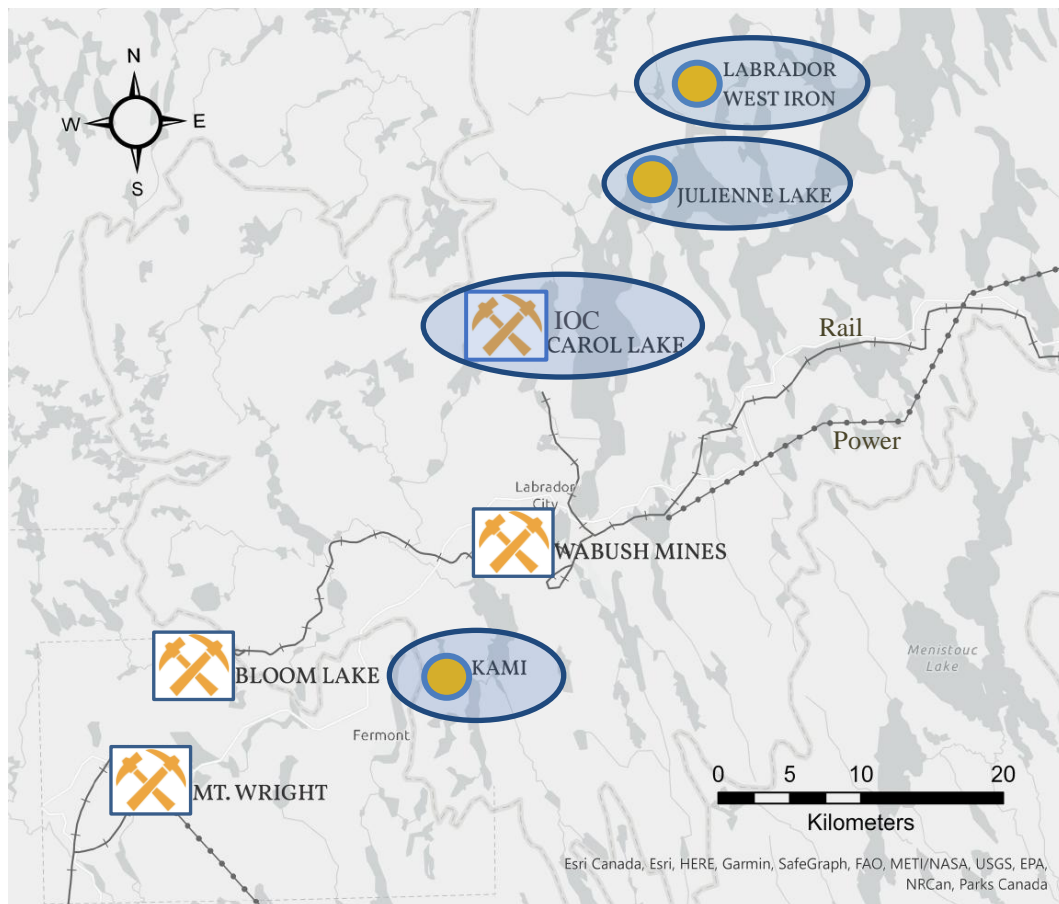 N
W
E
S
LABRADOR
WEST IRON
JULIENNE LAKE
IOC
CAROL LAKE
Rail
Power
Labrador
City
WABUSH MINES
BLOOM LAKE
KAMI
Menistouc
Lake
Fermont
MT. WRIGHT
0 5 10 20
Kilometers
Esri Canada, Esri, HERE, Garmin, SafeGraph, FAO, METI/NASA, USGS, EPA,
NRCan, Parks Canada